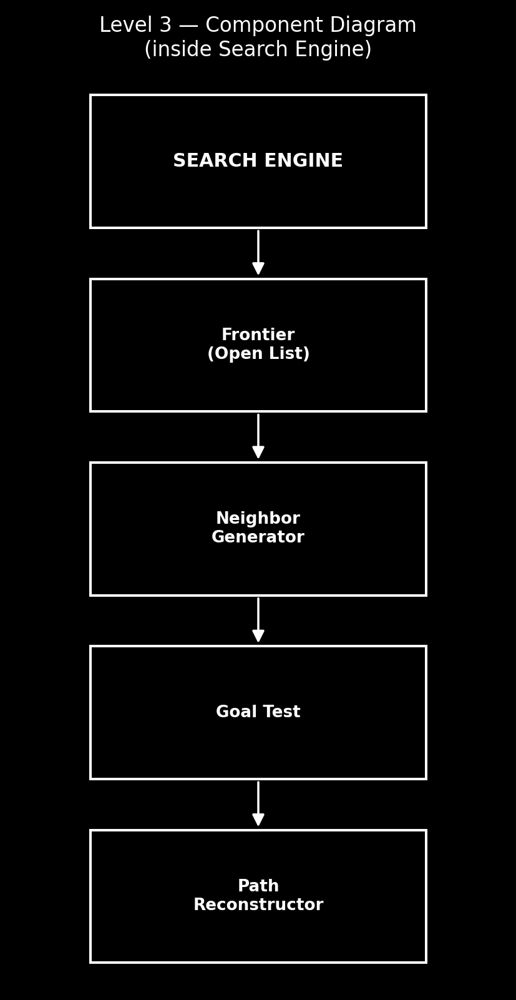 Level 3 — Component Diagram
(inside Search Engine)
SEARCH ENGINE
Frontier
(Open List)
Neighbor
Generator
Goal Test
Path
Reconstructor